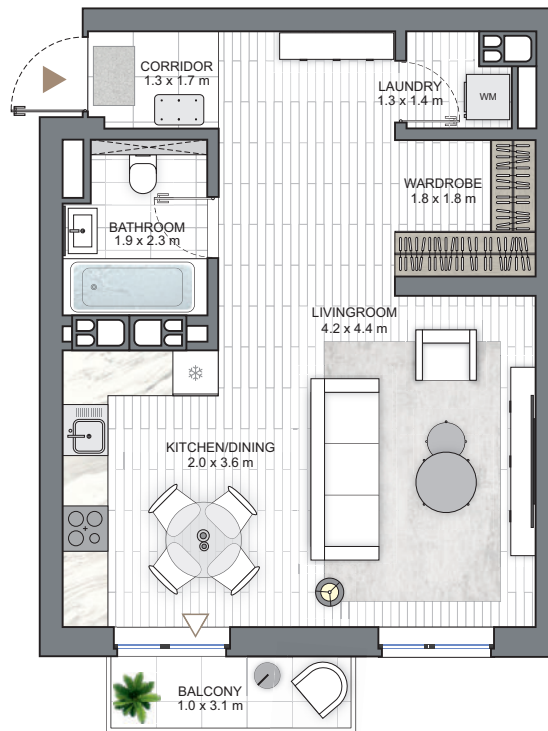 CORRIDOR
1.3 x 1.7 m
LAUNDRY
1.3 x 1.4 m
WM
WARDROBE
1.8 x 1.8 m
BATHROOM
1.9 x 2.3 m
LIVINGROOM
4.2 x 4.4 m
KITCHEN/DINING
2.0 x 3.6 m
BALCONY
1.0 x 3.1 m